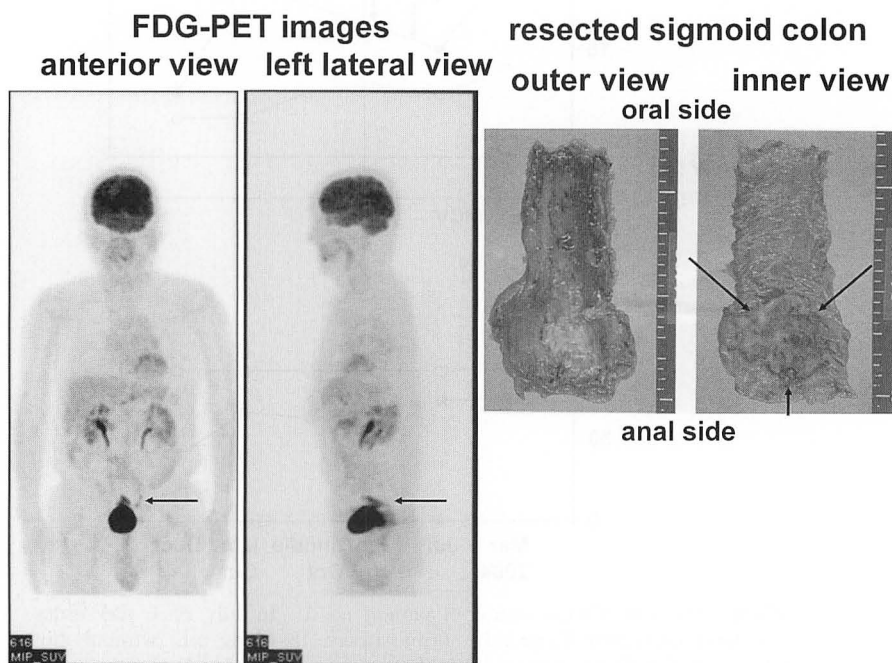 FDG-PET images
anterior view
left lateral view
resected sigmoid colon
outer view
inner view
oral side
anal side
616
MIP_SUV
616
MIP_SUV